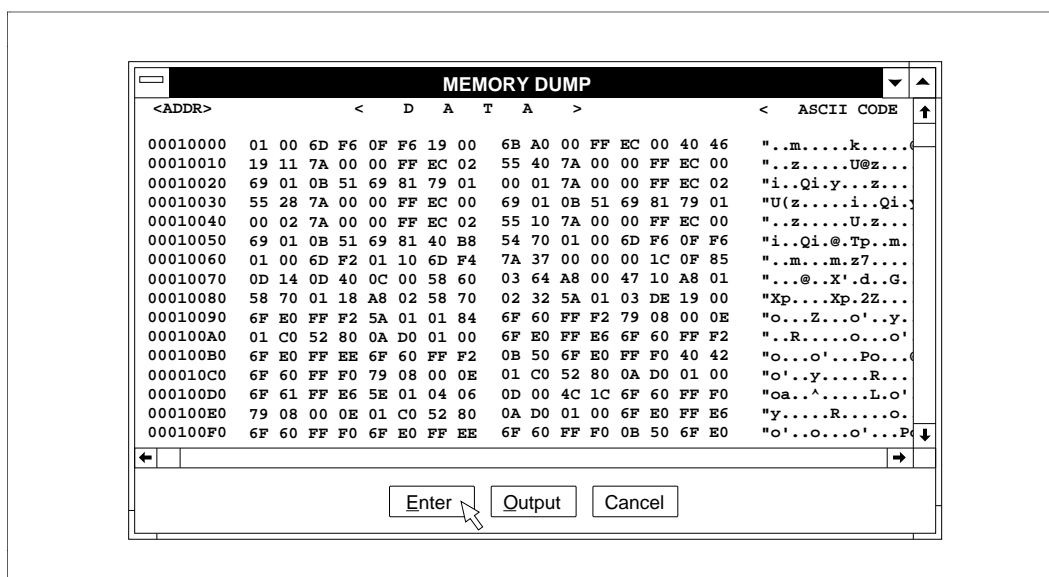 MEMORY DUMP
<ADDR> < D A T A > < ASCII CODE
00010000 01 00 6D F6 0F F6 19 00 6B A0 00 FF EC 00 40 46 "..m.....k.....@
00010010 19 11 7A 00 00 FF EC 02 55 40 7A 00 00 FF EC 00 "..z.....U@z....
00010020 69 01 0B 51 69 81 79 01 00 01 7A 00 00 FF EC 02 "i..Qi.y...z....
00010030 55 28 7A 00 00 FF EC 00 69 01 0B 51 69 81 79 01 "U(z.....i..Qi.y
00010040 00 02 7A 00 00 FF EC 02 55 10 7A 00 00 FF EC 00 "..z.....U.z....
00010050 69 01 0B 51 69 81 40 B8 54 70 01 00 6D F6 0F F6 "i..Qi.@.Tp..m..
00010060 01 00 6D F2 01 10 6D F4 7A 37 00 00 00 1C 0F 85 "..m...m.z7.....
00010070 0D 14 0D 40 0C 00 58 60 03 64 A8 00 47 10 A8 01 "...@..X'.d..G..
00010080 58 70 01 18 A8 02 58 70 02 32 5A 01 03 DE 19 00 "Xp....Xp.2Z....
00010090 6F E0 FF F2 5A 01 01 84 6F 60 FF F2 79 08 00 0E "o...Z...o'..y..
000100A0 01 C0 52 80 0A D0 01 00 6F E0 FF E6 6F 60 FF F2 "..R.....o...o'.
000100B0 6F E0 FF EE 6F 60 FF F2 0B 50 6F E0 FF F0 40 42 "o...o'...Po...@
000010C0 6F 60 FF F0 79 08 00 0E 01 C0 52 80 0A D0 01 00 "o'..y.....R....
000100D0 6F 61 FF E6 5E 01 04 06 0D 00 4C 1C 6F 60 FF F0 "oa..^.....L.o'.
000100E0 79 08 00 0E 01 C0 52 80 0A D0 01 00 6F E0 FF E6 "y.....R.....o..
000100F0 6F 60 FF F0 6F E0 FF EE 6F 60 FF F0 0B 50 6F E0 "o'..o...o'...Po
Enter Output Cancel